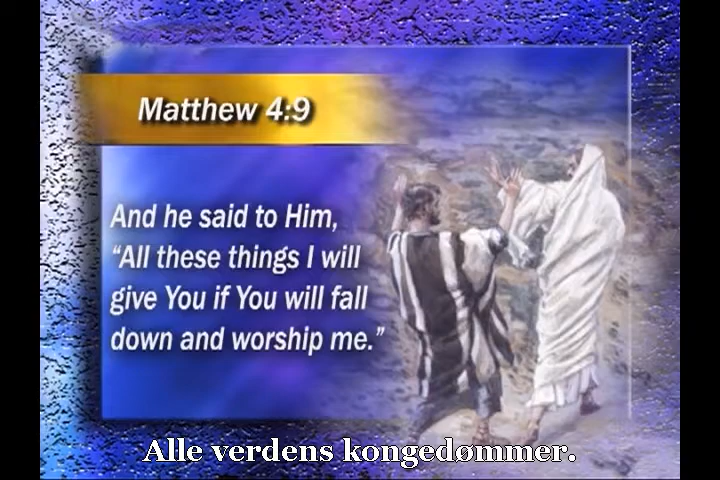 Matthew 4:9
And he said to Him,
“All these things I will
give You if You will fall
down and worship me.”
Alle verdens kongedømmer.